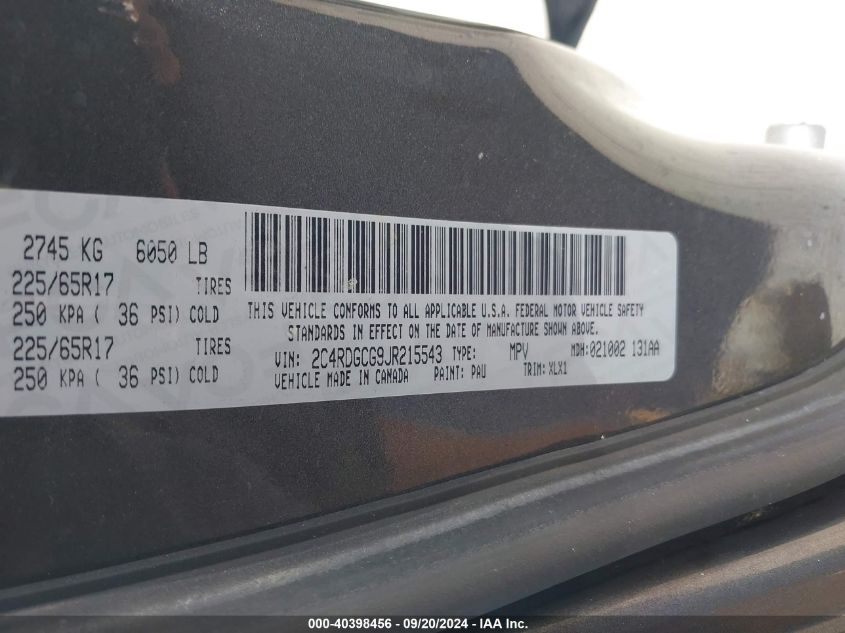 2745 KG 6050 LB
225/65R17 TIRES
250 KPA ( 36 PSI) COLD
225/65R17 TIRES
250 KPA ( 36 PSI) COLD
THIS VEHICLE CONFORMS TO ALL APPLICABLE U.S.A. FEDERAL MOTOR VEHICLE SAFETY
STANDARDS IN EFFECT ON THE DATE OF MANUFACTURE SHOWN ABOVE.
VIN: 2C4RDGCG9JR215543 TYPE: MPV MDH:021002 131AA
VEHICLE MADE IN CANADA PAINT: PAU TRIM: XLX1
000-40398456 - 09/20/2024 - IAA Inc.